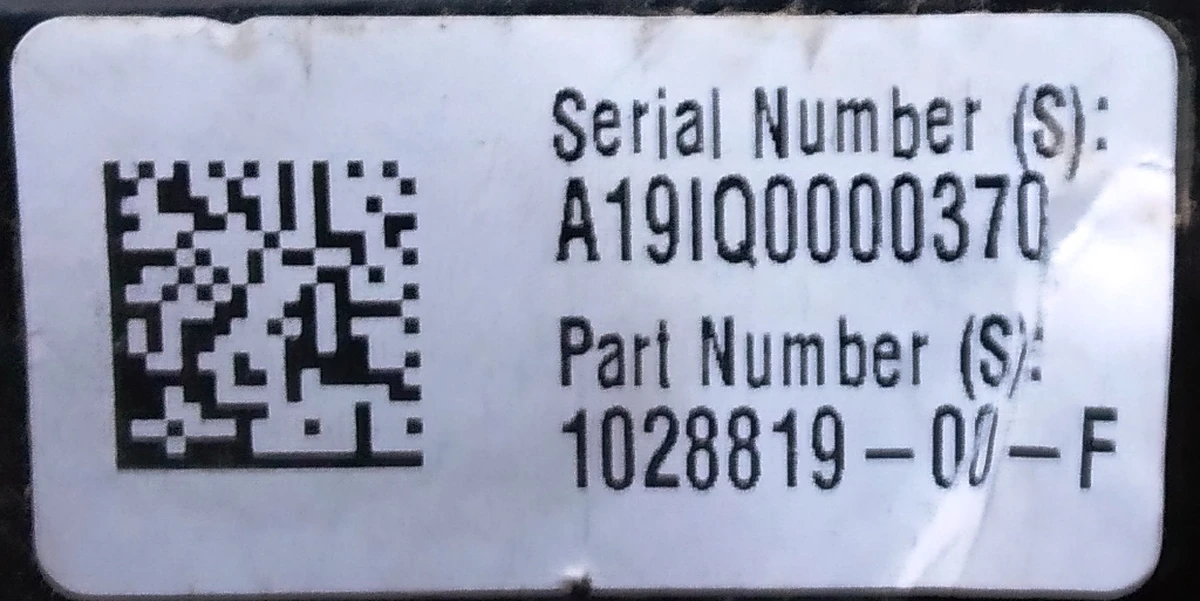 Serial Number (S):
A19IQ0000370
Part Number (S):
1028819-00-F